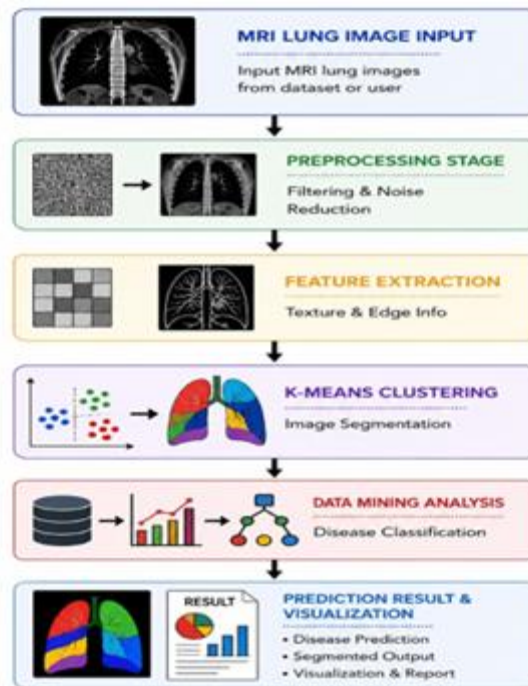 MRI LUNG IMAGE INPUT
Input MRI lung images
from dataset or user
PREPROCESSING STAGE
Filtering & Noise
Reduction
FEATURE EXTRACTION
Texture & Edge Info
K-MEANS CLUSTERING
Image Segmentation
DATA MINING ANALYSIS
Disease Classification
PREDICTION RESULT &
VISUALIZATION
RESULT
• Disease Prediction
• Segmented Output
• Visualization & Report